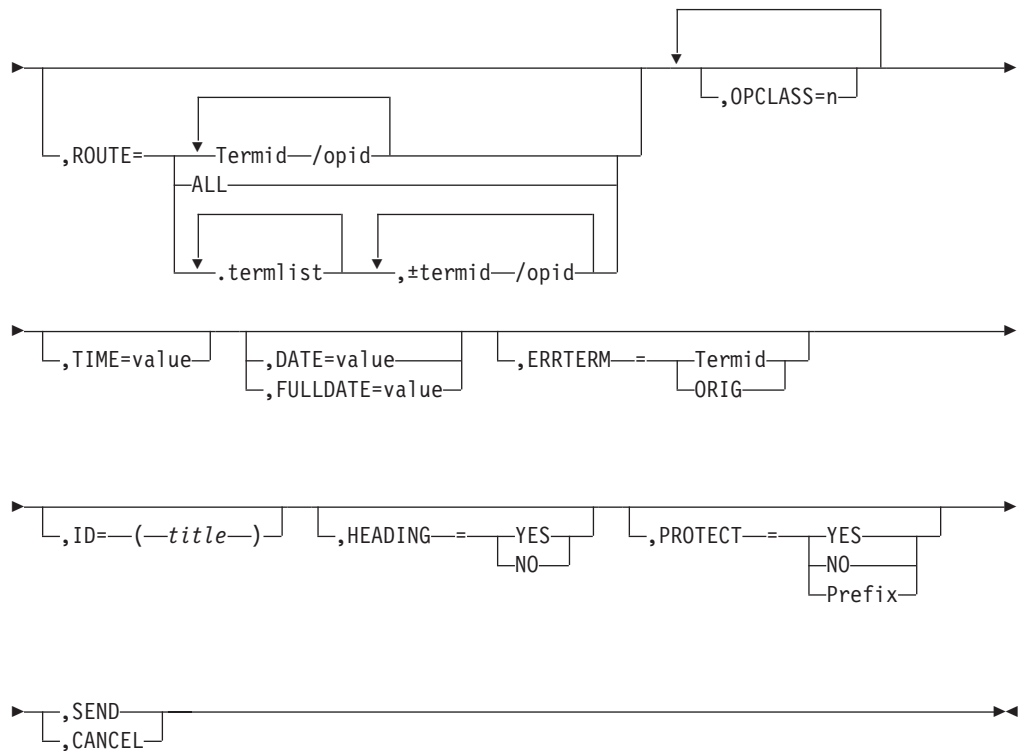 ,OPCLASS=n
,ROUTE= Termid /opid
ALL
.termlist ,±termid /opid
,TIME=value ,DATE=value ,ERRTERM = Termid
,FULLDATE=value ORIG
,ID= ( title ) ,HEADING = YES ,PROTECT = YES
NO NO
Prefix
,SEND
,CANCEL